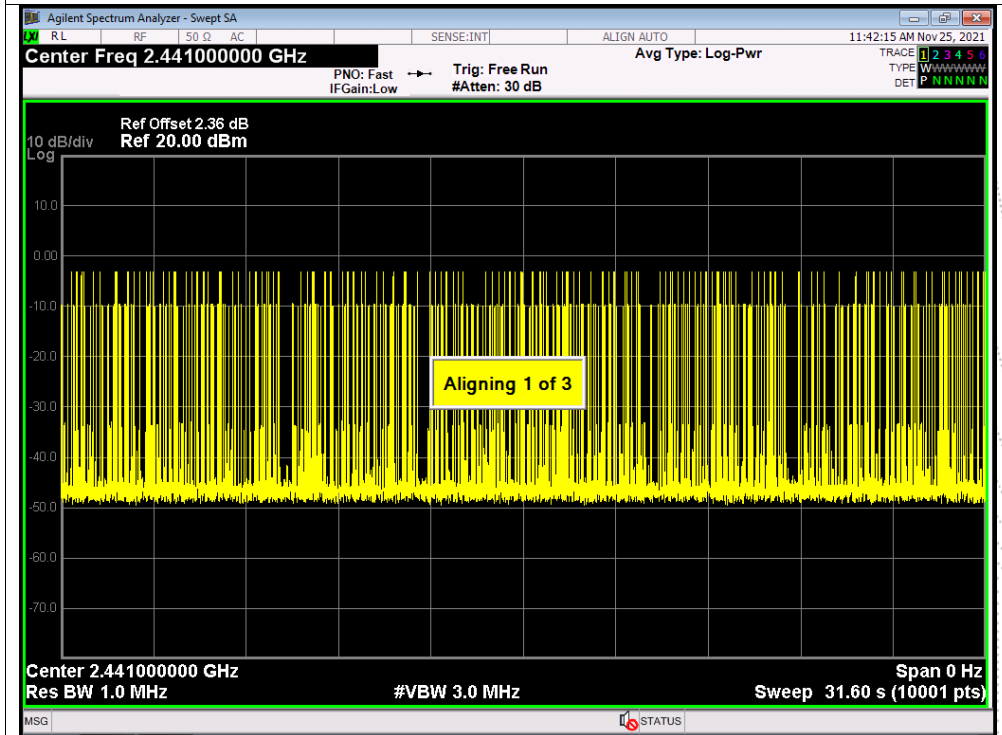 Agilent Spectrum Analyzer - Swept SA
LXI RL RF 50 Ω AC SENSE:INT ALIGN AUTO 11:42:15 AM Nov 25, 2021
Center Freq 2.441000000 GHz Avg Type: Log-Pwr TRACE 1 2 3 4 5 6
PNO: Fast Trig: Free Run TYPE WWWWWW
IFGain:Low #Atten: 30 dB DET P N N N N N
Ref Offset 2.36 dB
10 dB/div Ref 20.00 dBm
Log
10.0
0.00
-10.0
-20.0
Aligning 1 of 3
-30.0
-40.0
-50.0
-60.0
-70.0
Center 2.441000000 GHz Span 0 Hz
Res BW 1.0 MHz #VBW 3.0 MHz Sweep 31.60 s (10001 pts)
MSG STATUS